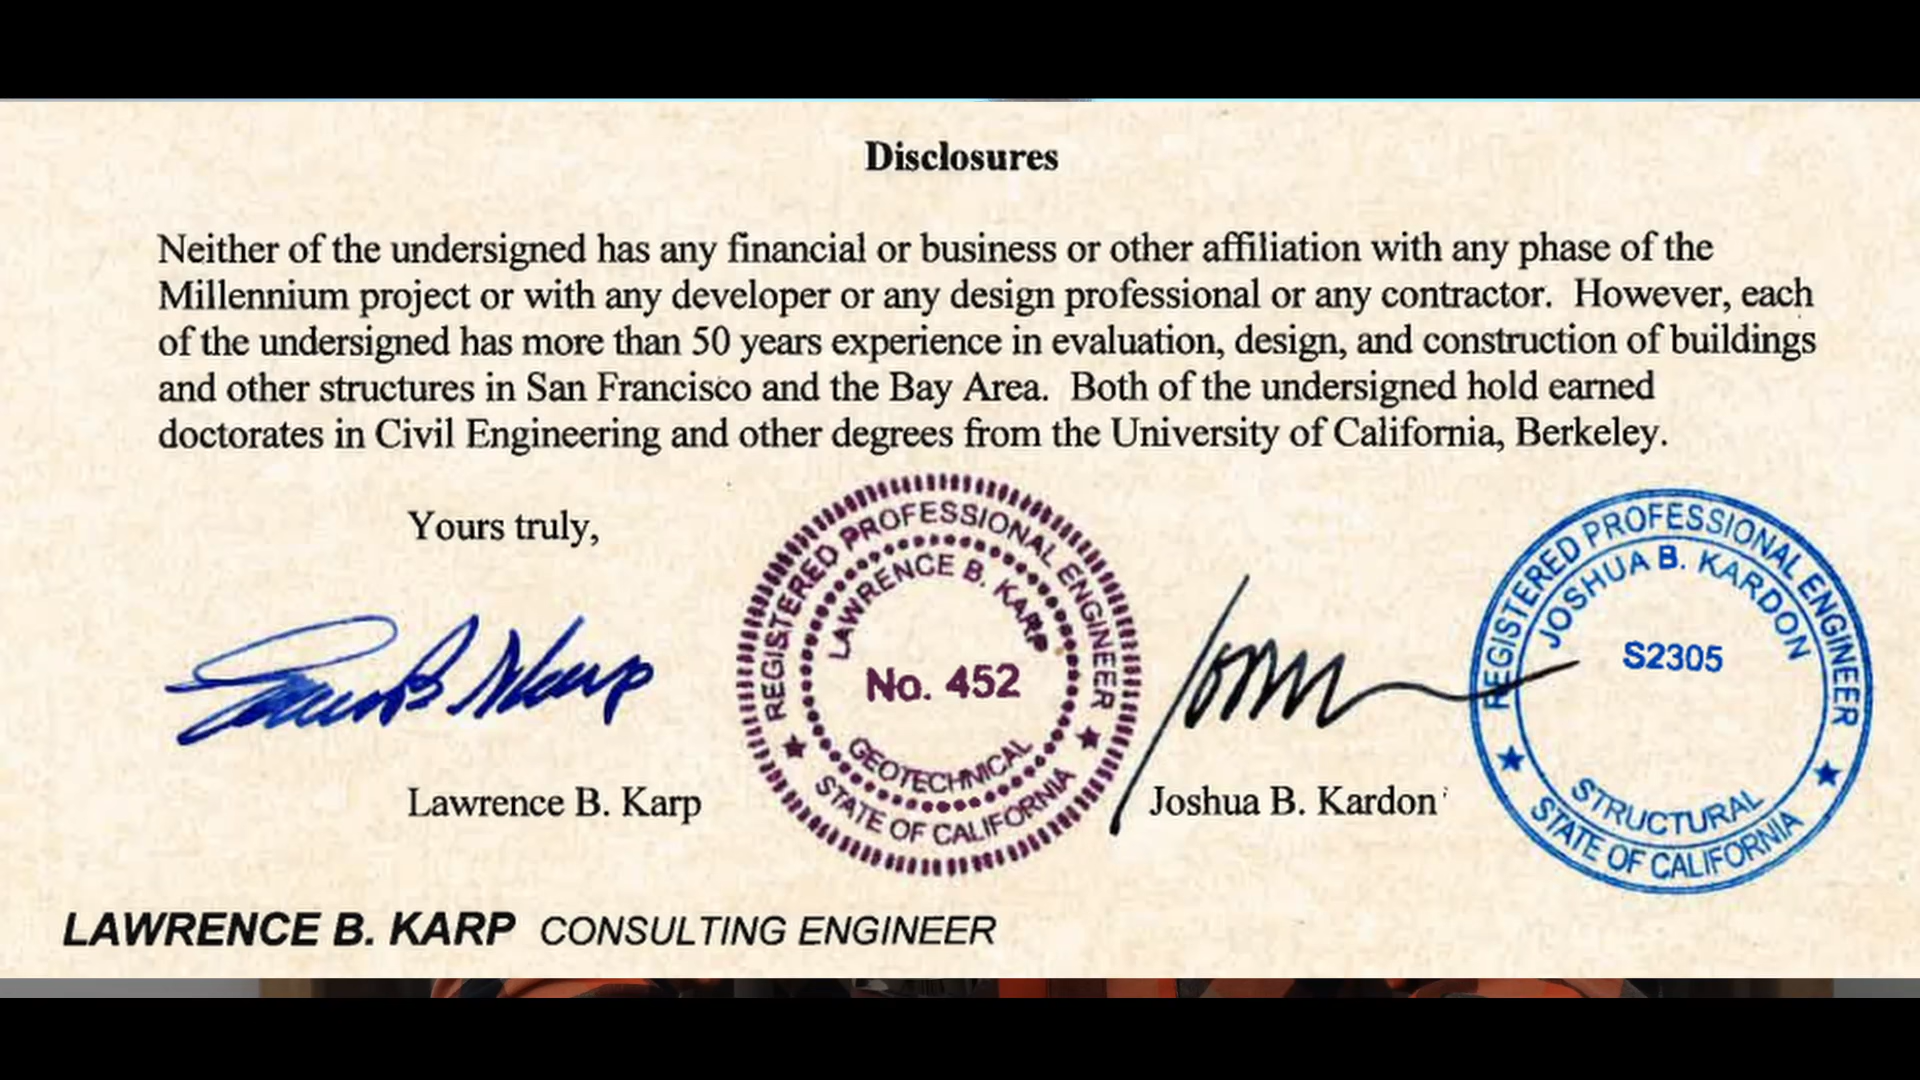 Disclosures
Neither of the undersigned has any financial or business or other affiliation with any phase of the
Millennium project or with any developer or any design professional or any contractor. However, each
of the undersigned has more than 50 years experience in evaluation, design, and construction of buildings
and other structures in San Francisco and the Bay Area. Both of the undersigned hold earned
doctorates in Civil Engineering and other degrees from the University of California, Berkeley.
Yours truly,
REGISTERED PROFESSIONAL ENGINEER
LAWRENCE B. KARP
No. 452
GEOTECHNICAL
STATE OF CALIFORNIA
REGISTERED PROFESSIONAL ENGINEER
JOSHUA B. KARDON
S2305
STRUCTURAL
STATE OF CALIFORNIA
Lawrence B. Karp
Joshua B. Kardon
LAWRENCE B. KARP CONSULTING ENGINEER